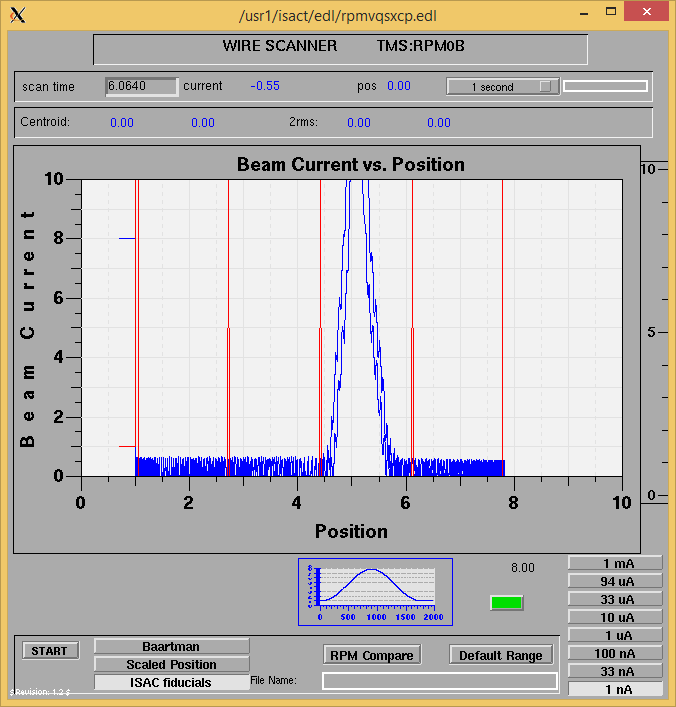 /usr1/isact/edl/rpmvqsxcp.edl
WIRE SCANNER TMS:RPM0B
scan time 6.0640 current -0.55 pos 0.00 1 second
Centroid: 0.00 0.00 2rms: 0.00 0.00
Beam Current vs. Position
10
8
6
4
2
0
Beam Current
0 2 4 6 8 10
Position
10
5
0
8
0 500 1000 1500 2000
8.00
1 mA
94 uA
33 uA
10 uA
1 uA
100 nA
33 nA
1 nA
START
Baartman
Scaled Position
ISAC fiducials
RPM Compare
Default Range
File Name:
$Revision: 1.2 $